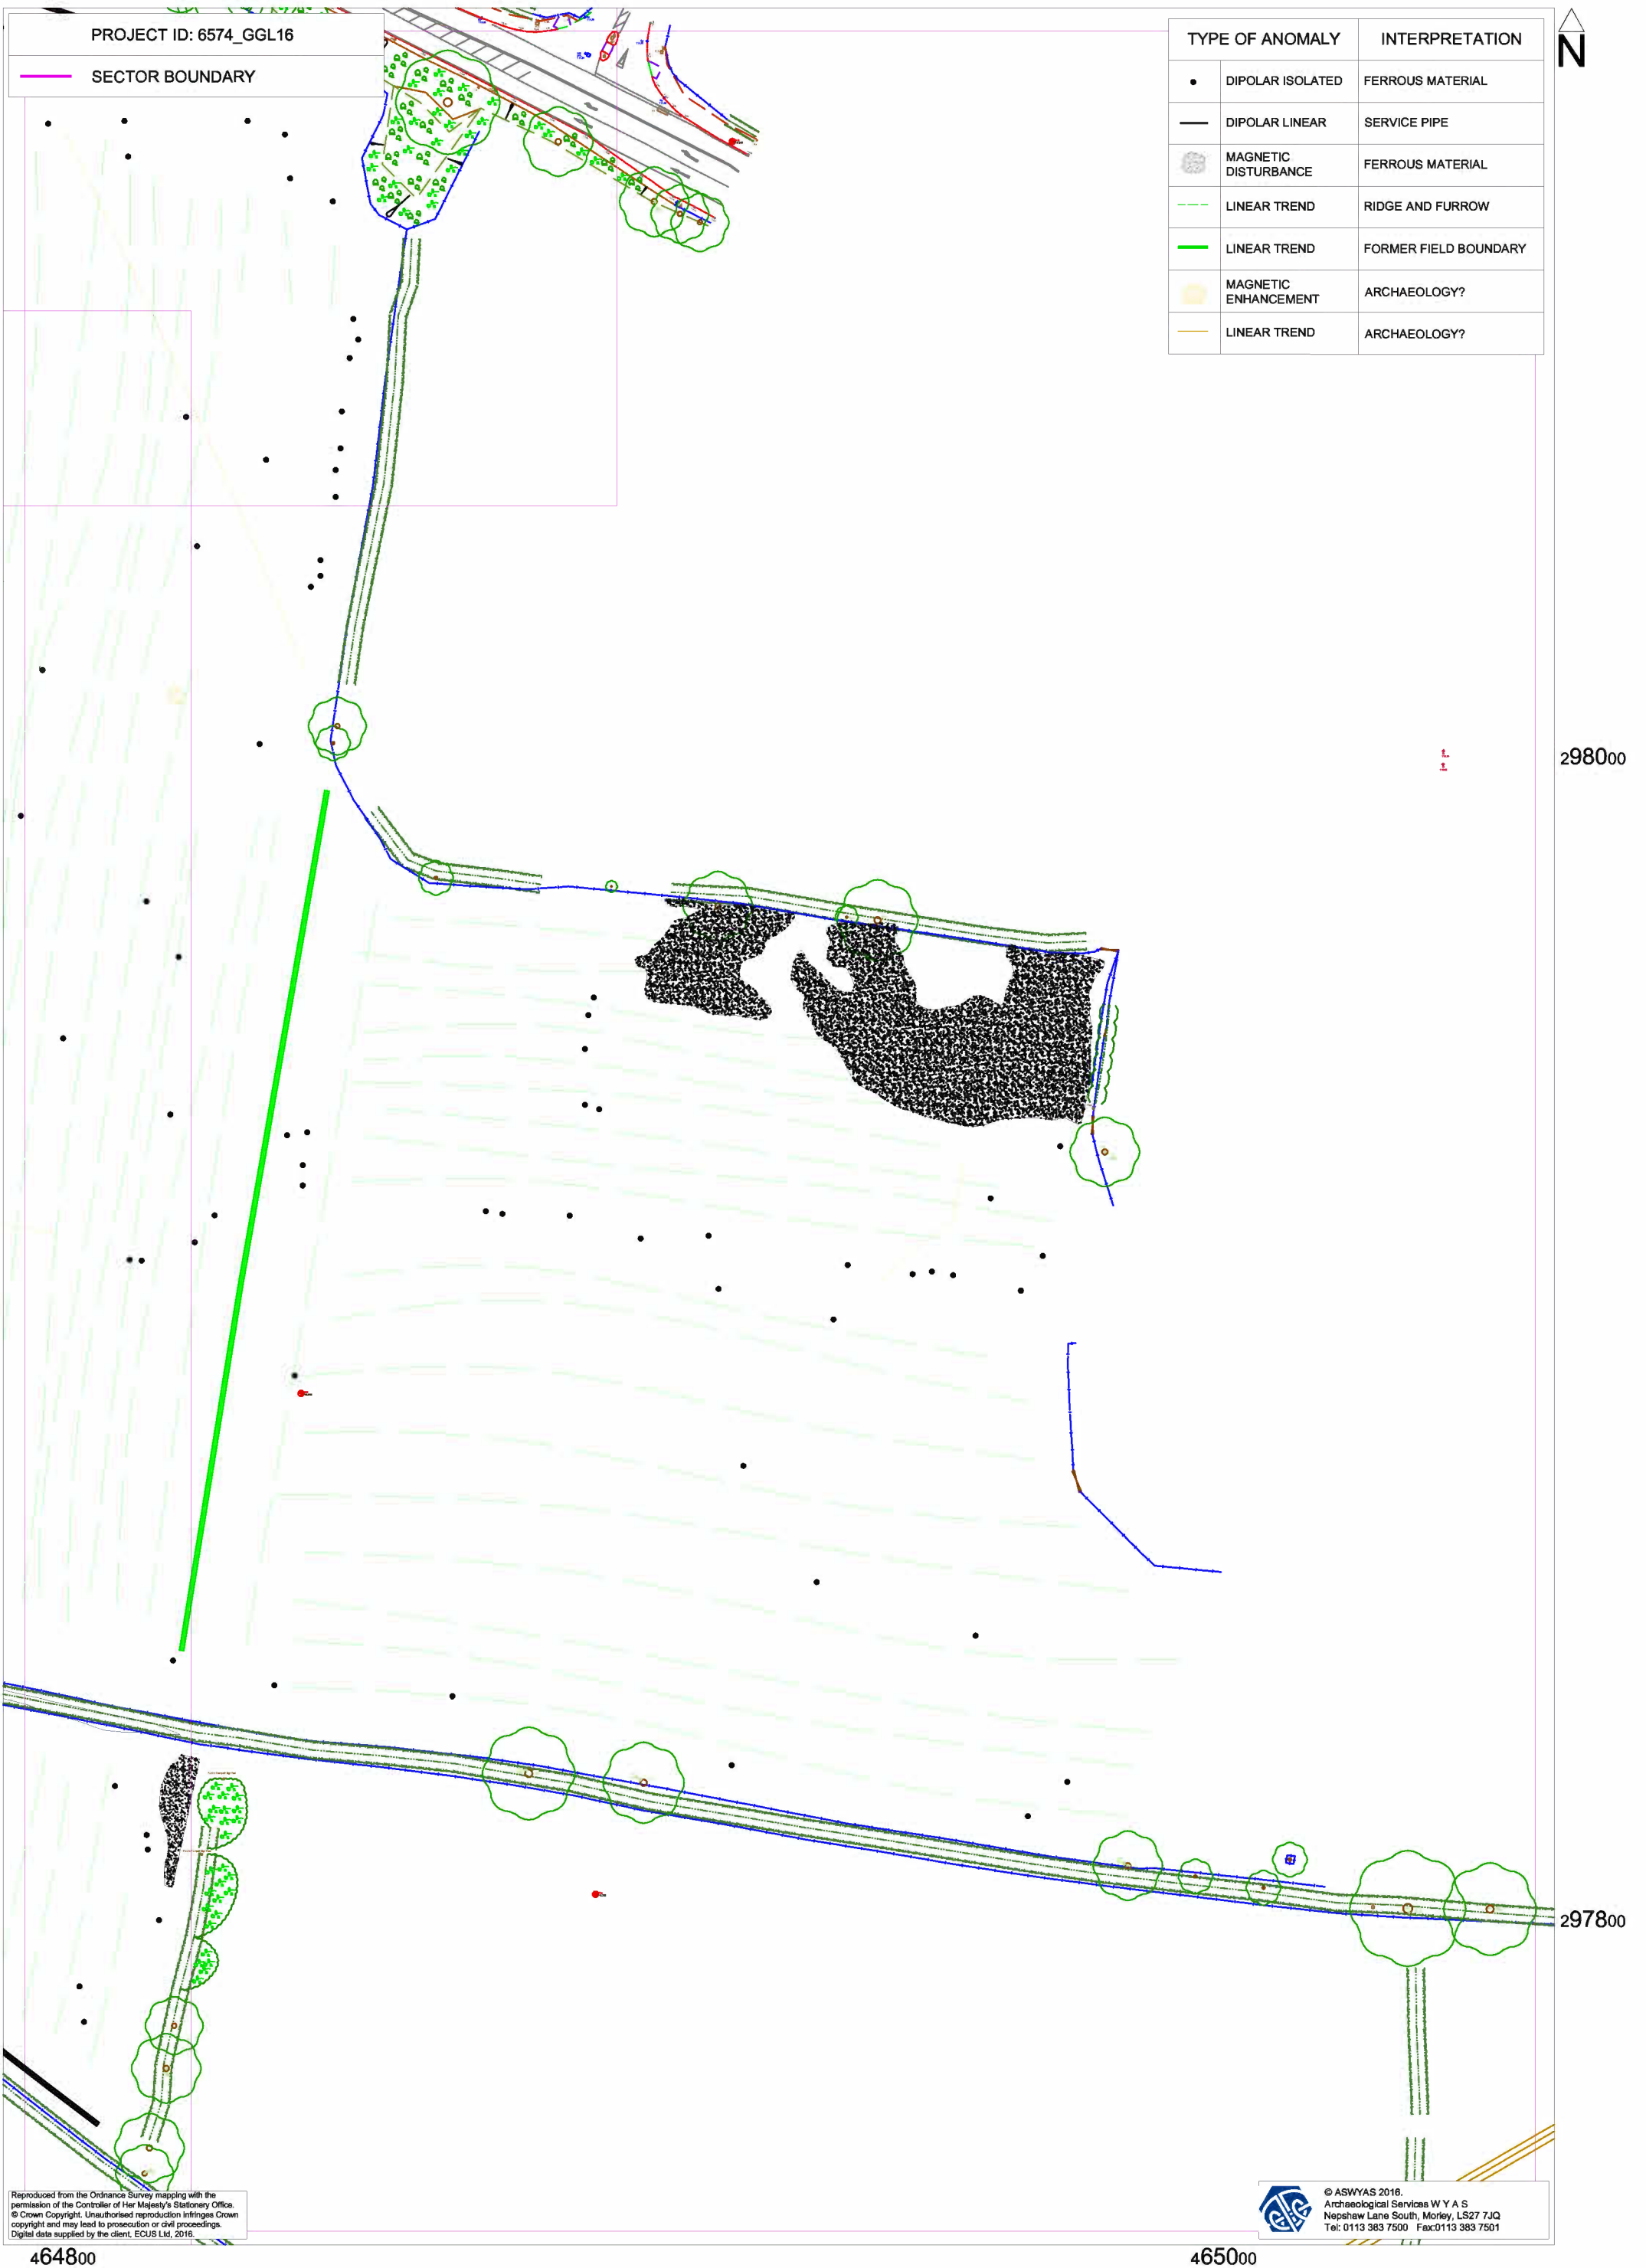 PROJECT ID: 6574_GGL16
SECTOR BOUNDARY
TYPE OF ANOMALY INTERPRETATION
DIPOLAR ISOLATED FERROUS MATERIAL
DIPOLAR LINEAR SERVICE PIPE
MAGNETIC DISTURBANCE FERROUS MATERIAL
LINEAR TREND RIDGE AND FURROW
LINEAR TREND FORMER FIELD BOUNDARY
MAGNETIC ENHANCEMENT ARCHAEOLOGY?
LINEAR TREND ARCHAEOLOGY?
N
298000
297800
Reproduced from the Ordnance Survey mapping with the
permission of the Controller of Her Majesty's Stationery Office.
© Crown Copyright. Unauthorised reproduction infringes Crown
copyright and may lead to prosecution or civil proceedings.
Digital data supplied by the client, ECUS Ltd, 2016.
© ASWYAS 2016.
Archaeological Services W Y A S
Nepshaw Lane South, Morley, LS27 7JQ
Tel: 0113 383 7500 Fax:0113 383 7501
464800
465000